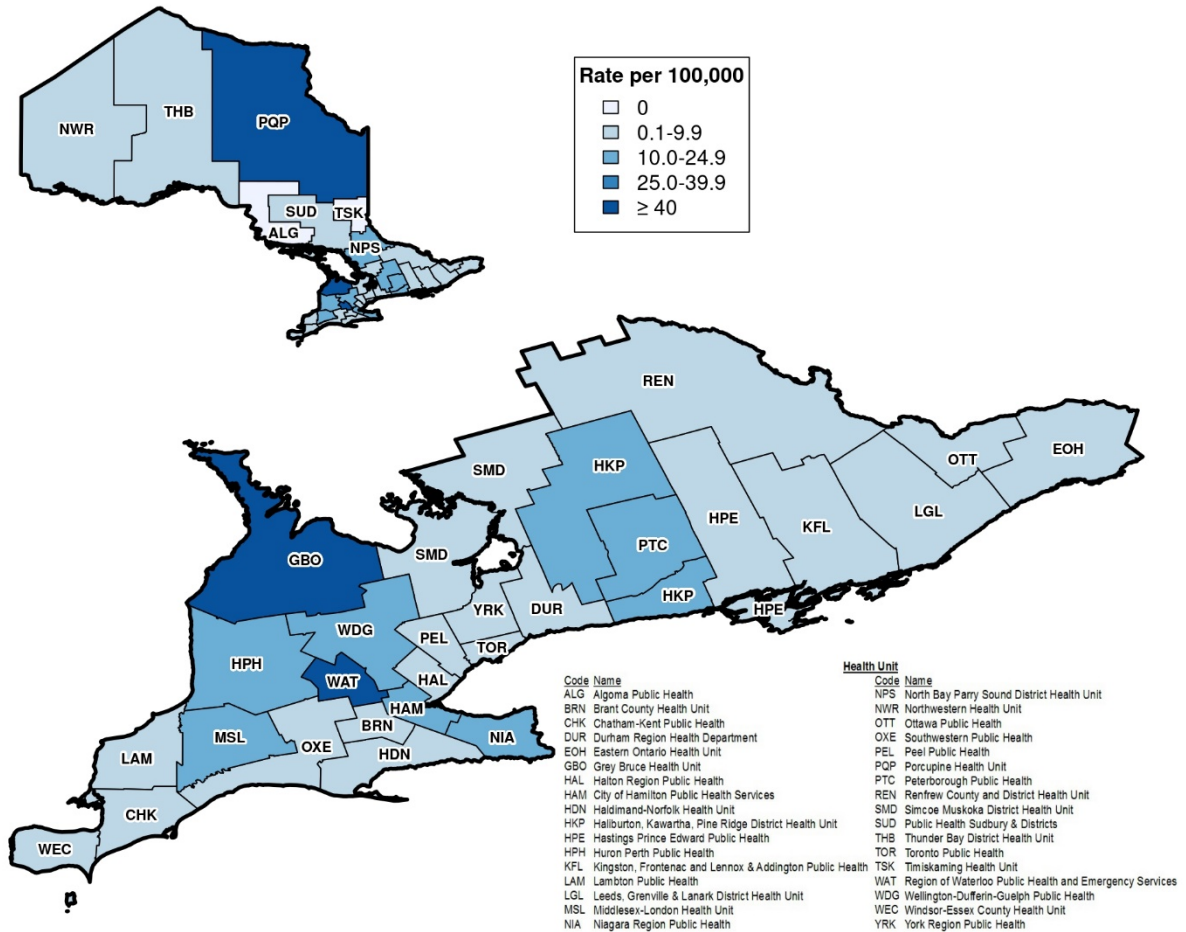 Rate per 100,000
0
0.1-9.9
10.0-24.9
25.0-39.9
≥ 40
NWR
THB
PQP
SUD
TSK
ALG
NPS
REN
SMD
HKP
OTT
EOH
HPE
KFL
LGL
GBO
SMD
PTC
HKP
HPE
YRK
DUR
WDG
PEL
TOR
HPH
WAT
HAL
HAM
BRN
MSL
OXE
HDN
NIA
LAM
CHK
WEC
Health Unit
Code Name
ALG Algoma Public Health
BRN Brant County Health Unit
CHK Chatham-Kent Public Health
DUR Durham Region Health Department
EOH Eastern Ontario Health Unit
GBO Grey Bruce Health Unit
HAL Halton Region Public Health
HAM City of Hamilton Public Health Services
HDN Haldimand-Norfolk Health Unit
HKP Haliburton, Kawartha, Pine Ridge District Health Unit
HPE Hastings Prince Edward Public Health
HPH Huron Perth Public Health
KFL Kingston, Frontenac and Lennox & Addington Public Health
LAM Lambton Public Health
LGL Leeds, Grenville & Lanark District Health Unit
MSL Middlesex-London Health Unit
NIA Niagara Region Public Health
Code Name
NPS North Bay Parry Sound District Health Unit
NWR Northwestern Health Unit
OTT Ottawa Public Health
OXE Southwestern Public Health
PEL Peel Public Health
PQP Porcupine Health Unit
PTC Peterborough Public Health
REN Renfrew County and District Health Unit
SMD Simcoe Muskoka District Health Unit
SUD Public Health Sudbury & Districts
THB Thunder Bay District Health Unit
TOR Toronto Public Health
TSK Timiskaming Health Unit
WAT Region of Waterloo Public Health and Emergency Services
WDG Wellington-Dufferin-Guelph Public Health
WEC Windsor-Essex County Health Unit
YRK York Region Public Health